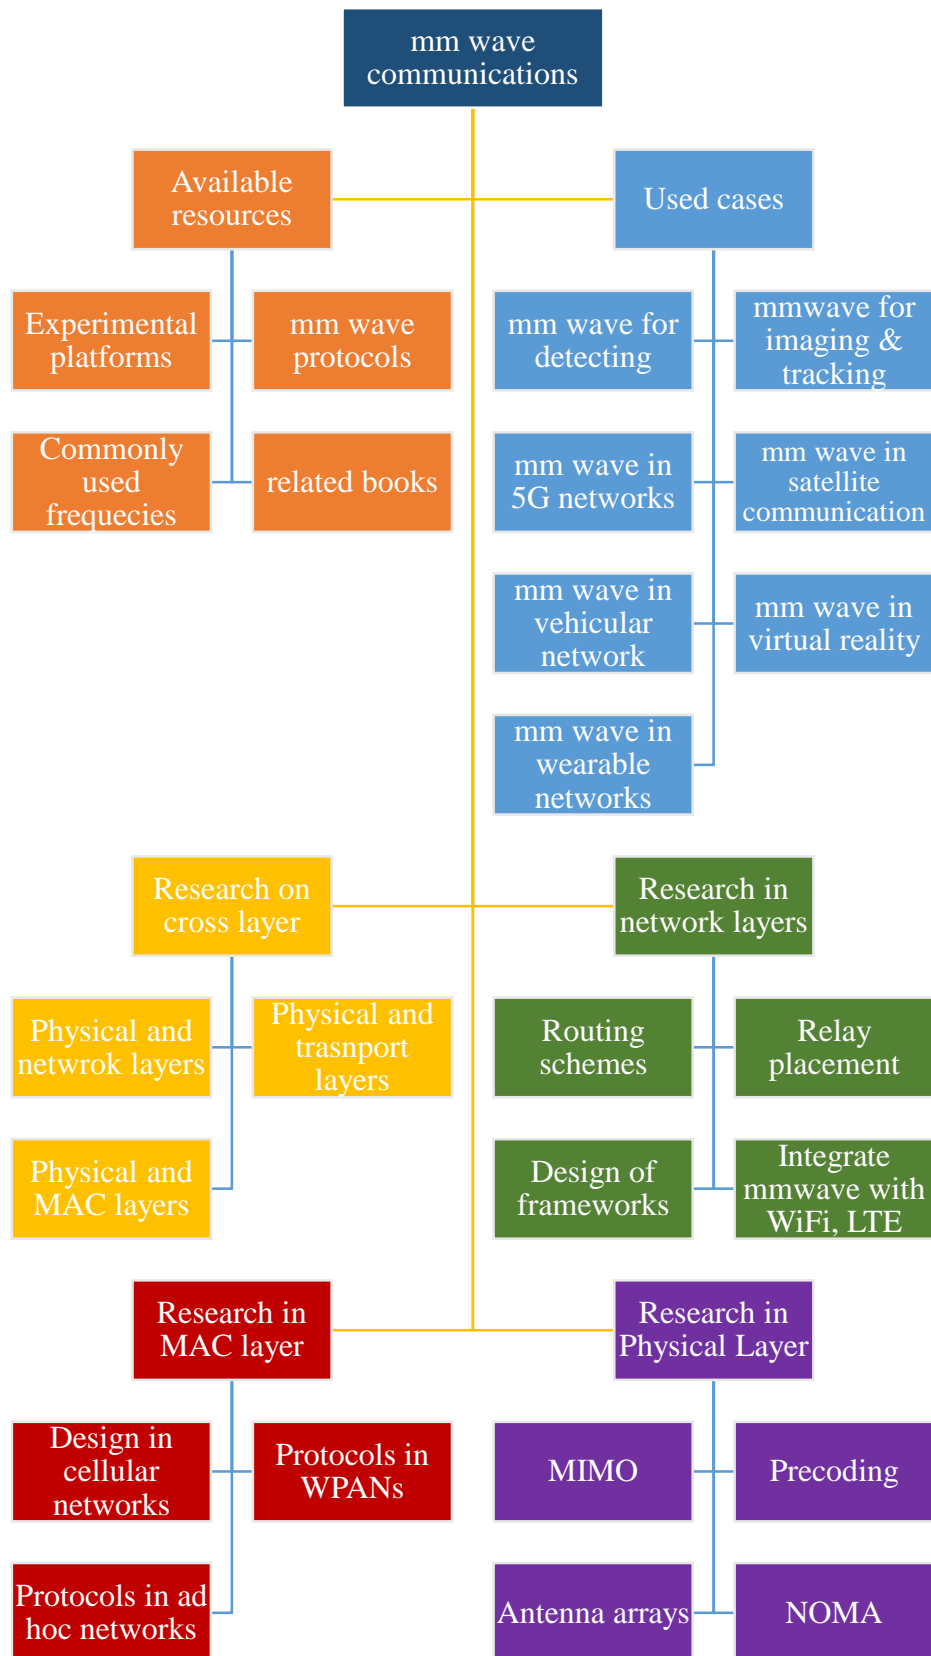 mm wave
communications
Available
resources
Used cases
Experimental
platforms
mm wave
protocols
mm wave for
detecting
mmwave for
imaging &
tracking
Commonly
used
frequecies
related books
mm wave in
5G networks
mm wave in
satellite
communication
mm wave in
vehicular
network
mm wave in
virtual reality
mm wave in
wearable
networks
Research on
cross layer
Research in
network layers
Physical and
netwrok layers
Physical and
trasnport
layers
Routing
schemes
Relay
placement
Physical and
MAC layers
Design of
frameworks
Integrate
mmwave with
WiFi, LTE
Research in
MAC layer
Research in
Physical Layer
Design in
cellular
networks
Protocols in
WPANs
MIMO
Precoding
Protocols in ad
hoc networks
Antenna arrays
NOMA